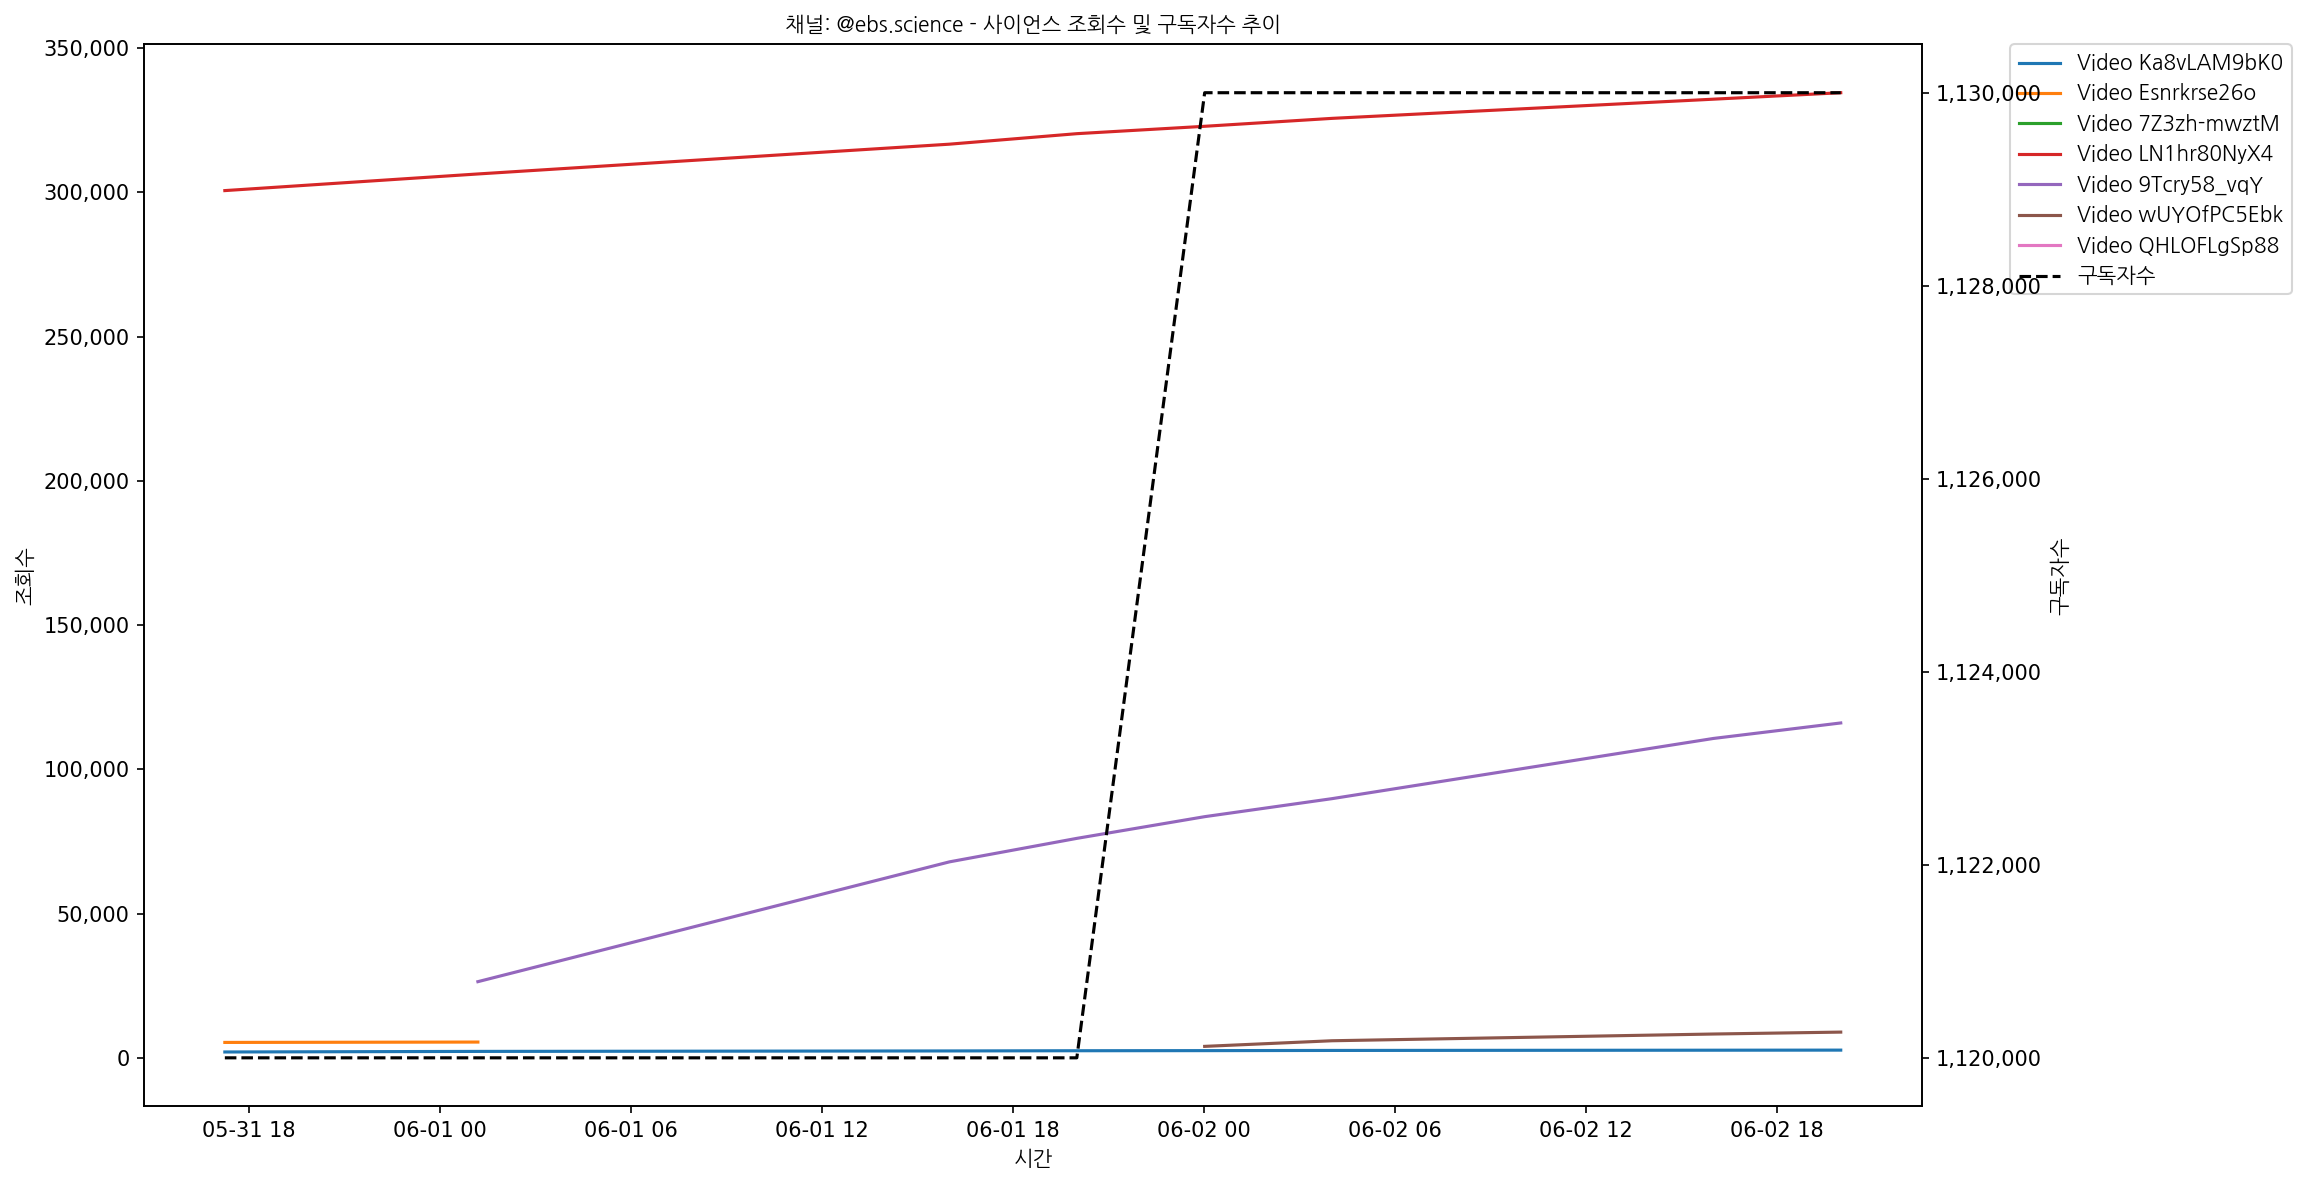 채널: @ebs.science - 사이언스 조회수 및 구독자수 추이
350,000
300,000
250,000
200,000
150,000
100,000
50,000
0
조회수
05-31 18
06-01 00
06-01 06
06-01 12
06-01 18
06-02 00
06-02 06
06-02 12
06-02 18
시간
1,130,000
1,128,000
1,126,000
1,124,000
1,122,000
1,120,000
구독자수
Video Ka8vLAM9bK0
Video Esnrkrse26o
Video 7Z3zh-mwztM
Video LN1hr80NyX4
Video 9Tcry58_vqY
Video wUYOfPC5Ebk
Video QHLOFLgSp88
구독자수